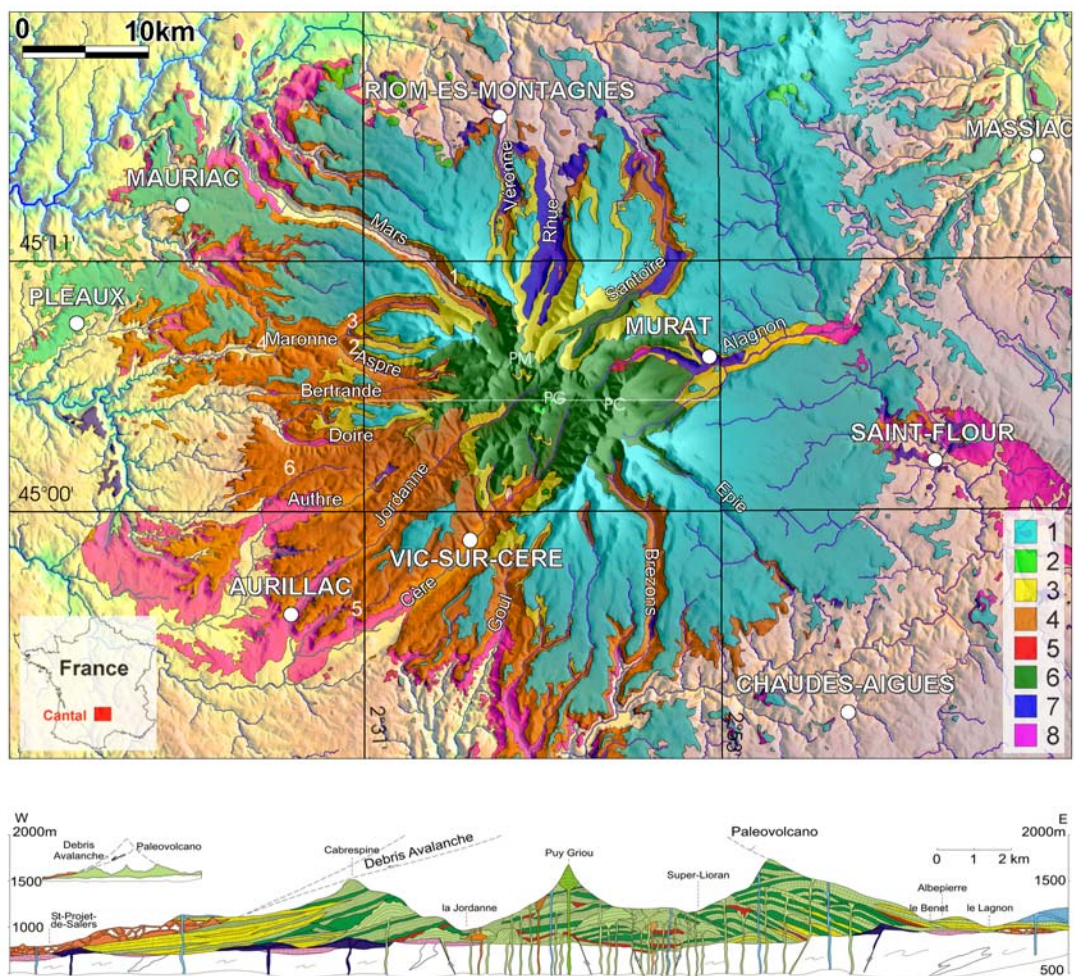 0 10km
RIOM-ES-MONTAGNES
MASSIAC
MAURIAC
Véronne
Rhue
Mars
45°11'
1
Santoire
PLEAUX
MURAT
3
Alagnon
Maronne
4
2
Aspre
PM
Bertrande
PG
PC
Doire
SAINT-FLOUR
6
Jordanne
Authre
45°00'
Epie
VIC-SUR-CERE
Brezons
AURILLAC
Cère
5
Goul
France
Cantal
CHAUDES-AIGUES
2°31'
2°53'
1
2
3
4
5
6
7
8
W
E
2000m
2000m
Debris
Avalanche
Paleovolcano
Cabrespine
Debris Avalanche
Puy Griou
Paleovolcano
0 1 2 km
1500
1500
Super-Lioran
Albepierre
St-Projet-
de-Salers
la Jordanne
le Benet
le Lagnon
1000
500